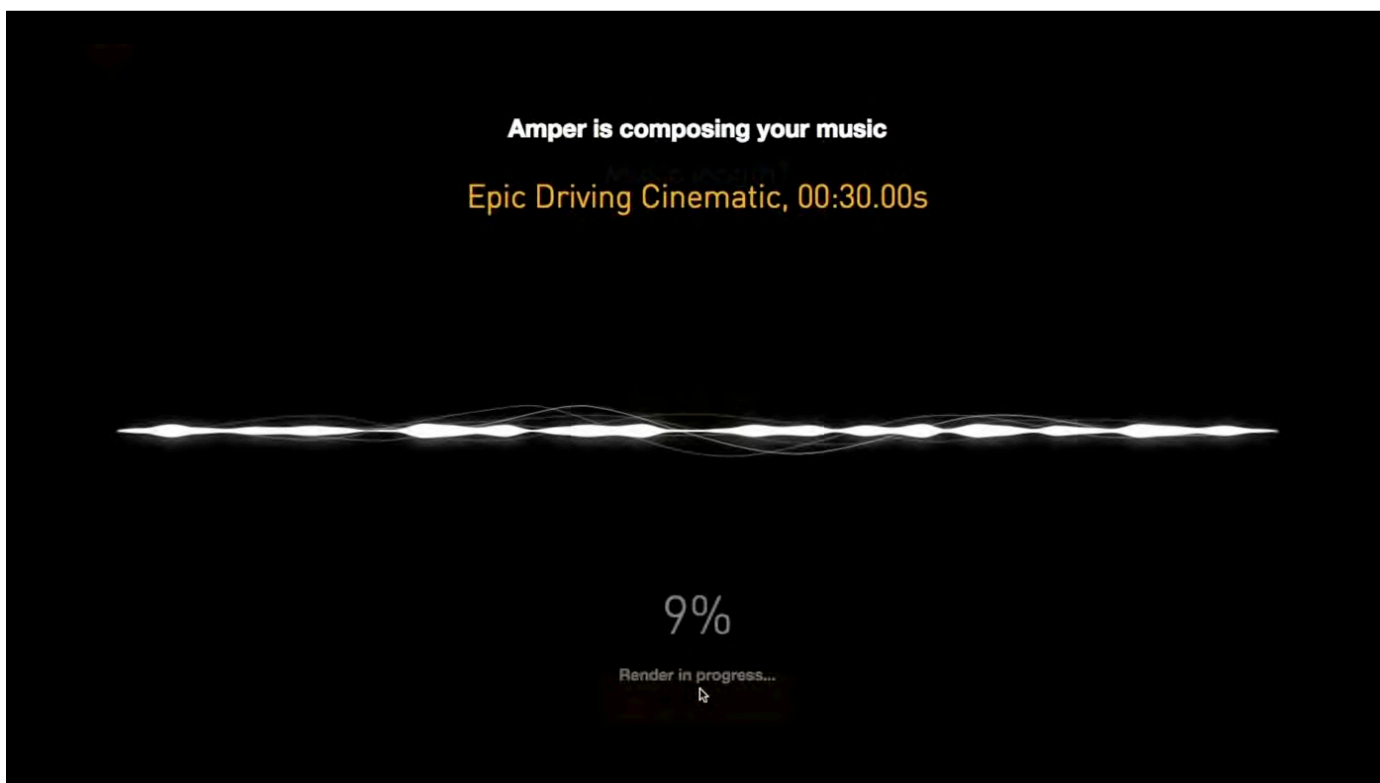 Amper is composing your music
Epic Driving Cinematic, 00:30.00s
9%
Render in progress...